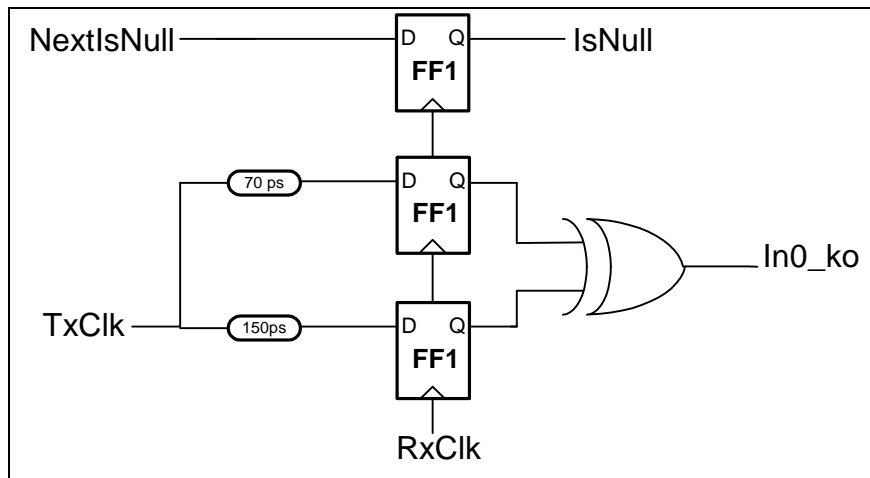 NextIsNull D Q IsNull
FF1
70 ps D Q
FF1
In0_ko
TxClk 150ps D Q
FF1
RxClk